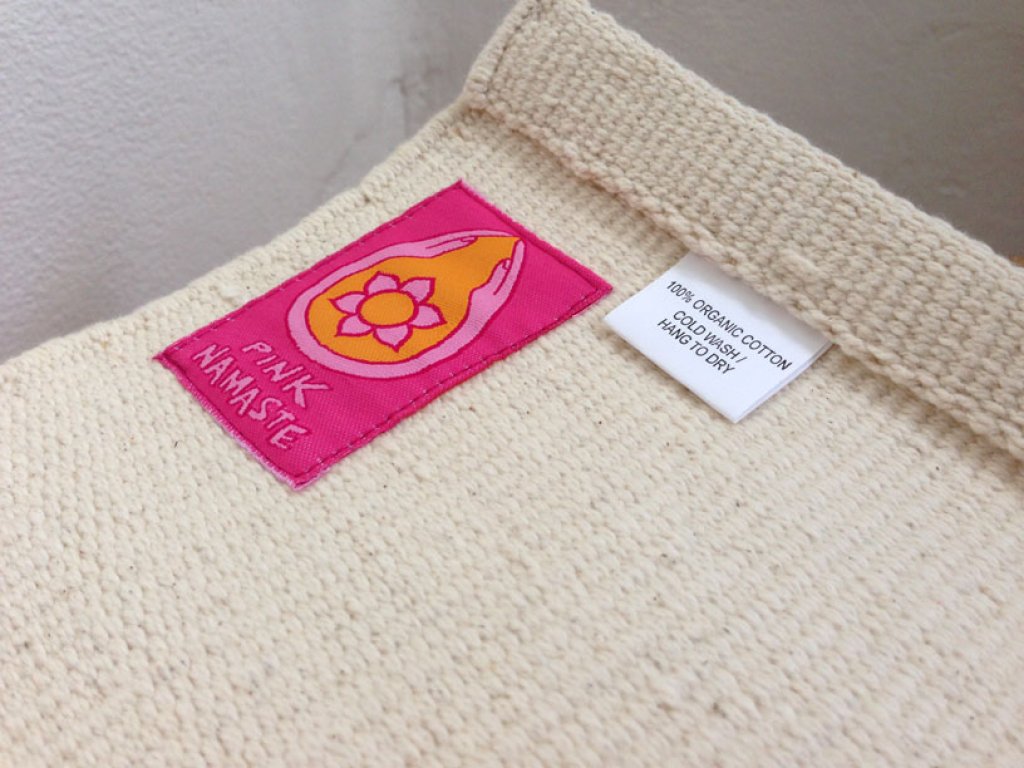 PINK
NAMASTE
100% ORGANIC COTTON
COLD WASH /
HANG TO DRY